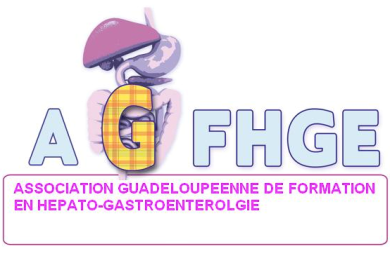 AGFHGE
ASSOCIATION GUADELOUPEENNE DE FORMATION
EN HEPATO-GASTROENTEROLGIE